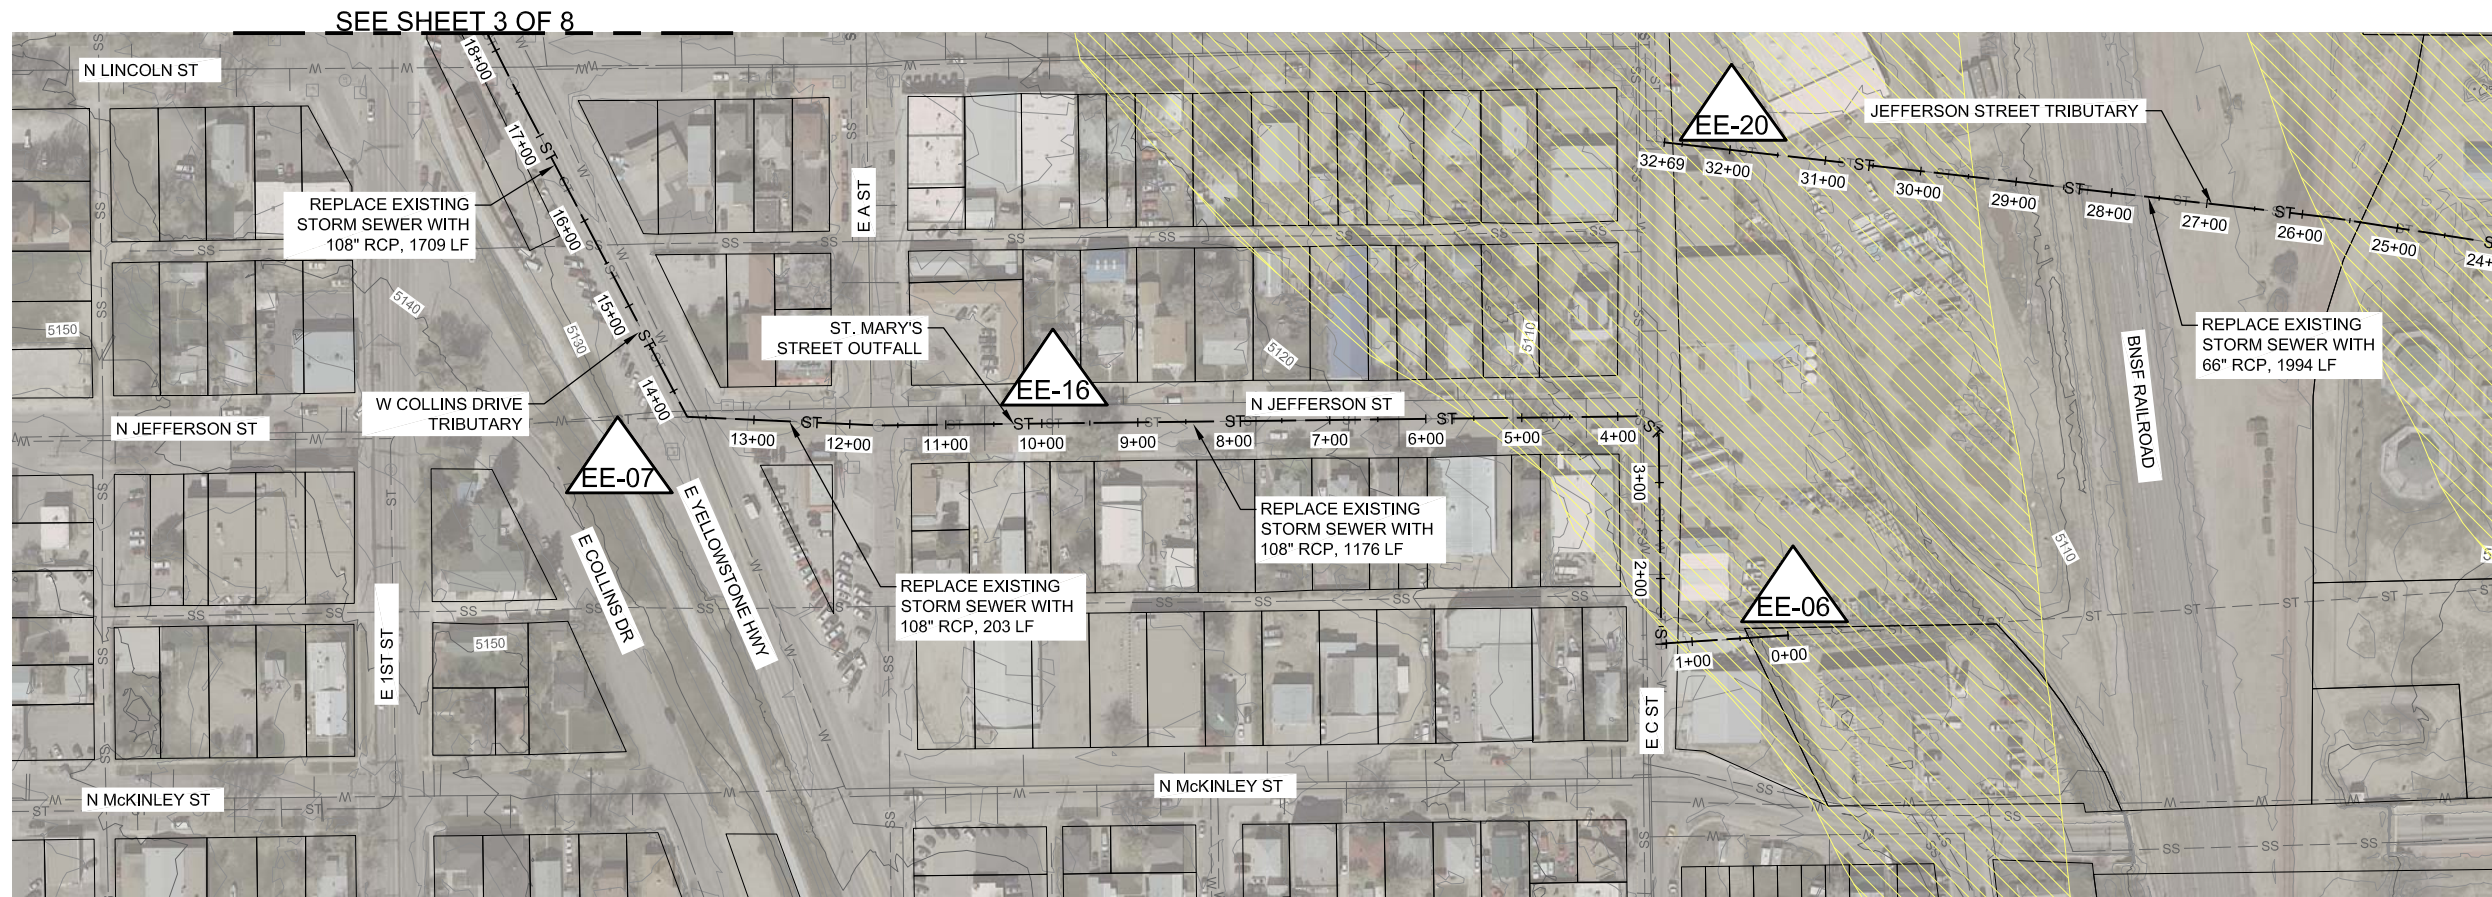 SEE SHEET 3 OF 8
N LINCOLN ST
18+00
17+00
16+00
15+00
14+00
REPLACE EXISTING
STORM SEWER WITH
108" RCP, 1709 LF
E A ST
EE-20
JEFFERSON STREET TRIBUTARY
32+69
32+00
31+00
30+00
29+00
28+00
27+00
26+00
25+00
24+
REPLACE EXISTING
STORM SEWER WITH
66" RCP, 1994 LF
BNSF RAILROAD
5150
5140
5130
5120
5110
ST. MARY'S
STREET OUTFALL
EE-16
W COLLINS DRIVE
TRIBUTARY
N JEFFERSON ST
N JEFFERSON ST
EE-07
13+00
12+00
11+00
10+00
9+00
8+00
7+00
6+00
5+00
4+00
3+00
2+00
1+00
0+00
REPLACE EXISTING
STORM SEWER WITH
108" RCP, 1176 LF
REPLACE EXISTING
STORM SEWER WITH
108" RCP, 203 LF
E YELLOWSTONE HWY
E COLLINS DR
E 1ST ST
5150
EE-06
5110
E C ST
N McKINLEY ST
N McKINLEY ST
ST
SS
W